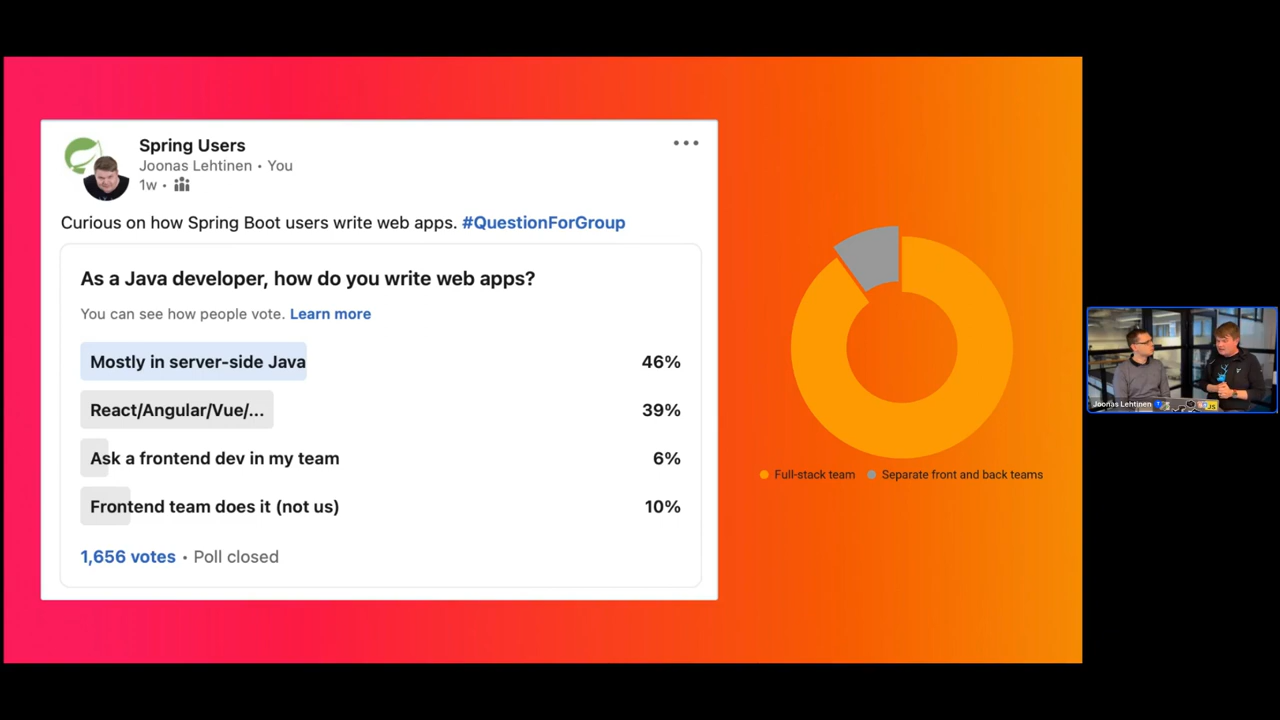 Spring Users
Joonas Lehtinen • You
1w •
Curious on how Spring Boot users write web apps. #QuestionForGroup
As a Java developer, how do you write web apps?
You can see how people vote. Learn more
Mostly in server-side Java 46%
React/Angular/Vue/... 39%
Ask a frontend dev in my team 6%
Frontend team does it (not us) 10%
1,656 votes • Poll closed
Full-stack team Separate front and back teams
Joonas Lehtinen
JS